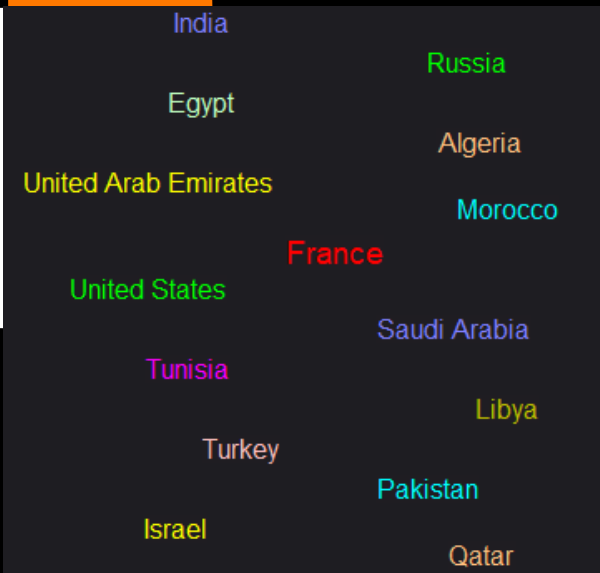 India
Russia
Egypt
Algeria
United Arab Emirates
Morocco
France
United States
Saudi Arabia
Tunisia
Libya
Turkey
Pakistan
Israel
Qatar